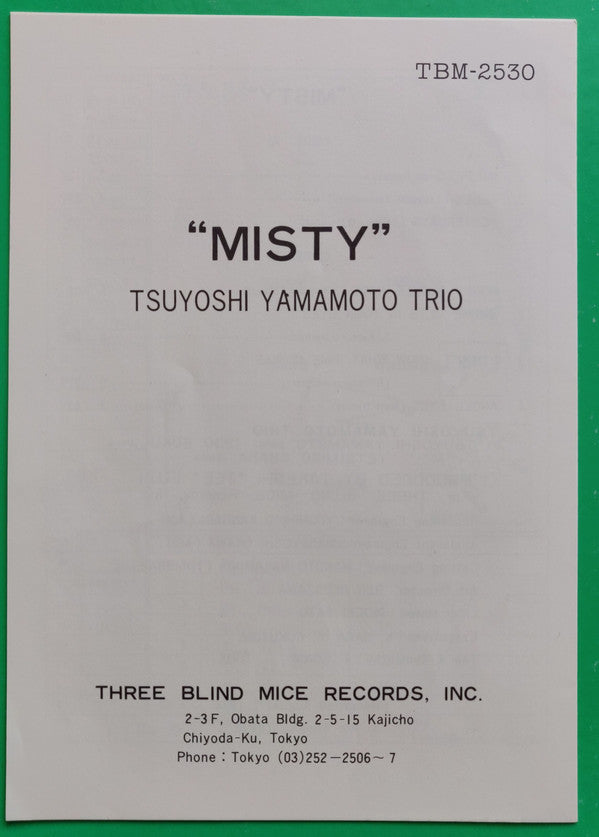 TBM-2530
“MISTY”
TSUYOSHI YAMAMOTO TRIO
THREE BLIND MICE RECORDS, INC.
2-3F, Obata Bldg. 2-5-15 Kajicho
Chiyoda-Ku, Tokyo
Phone : Tokyo (03)252－2506～7